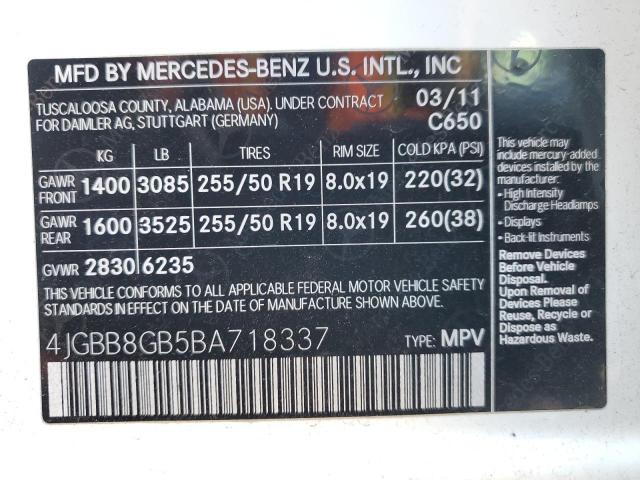 MFD BY MERCEDES-BENZ U.S. INTL., INC
TUSCALOOSA COUNTY, ALABAMA (USA). UNDER CONTRACT 03/11
FOR DAIMLER AG, STUTTGART (GERMANY) C650
KG LB TIRES RIM SIZE COLD KPA (PSI)
GAWR FRONT 1400 3085 255/50 R19 8.0x19 220(32)
GAWR REAR 1600 3525 255/50 R19 8.0x19 260(38)
GVWR 2830 6235
THIS VEHICLE CONFORMS TO ALL APPLICABLE FEDERAL MOTOR VEHICLE SAFETY
STANDARDS IN EFFECT ON THE DATE OF MANUFACTURE SHOWN ABOVE.
4JGBB8GB5BA718337 TYPE: MPV
This vehicle may
include mercury-added
devices installed by the
manufacturer:
• High Intensity
Discharge Headlamps
• Displays
• Back-lit Instruments
Remove Devices
Before Vehicle
Disposal.
Upon Removal of
Devices Please
Reuse, Recycle or
Dispose as
Hazardous Waste.